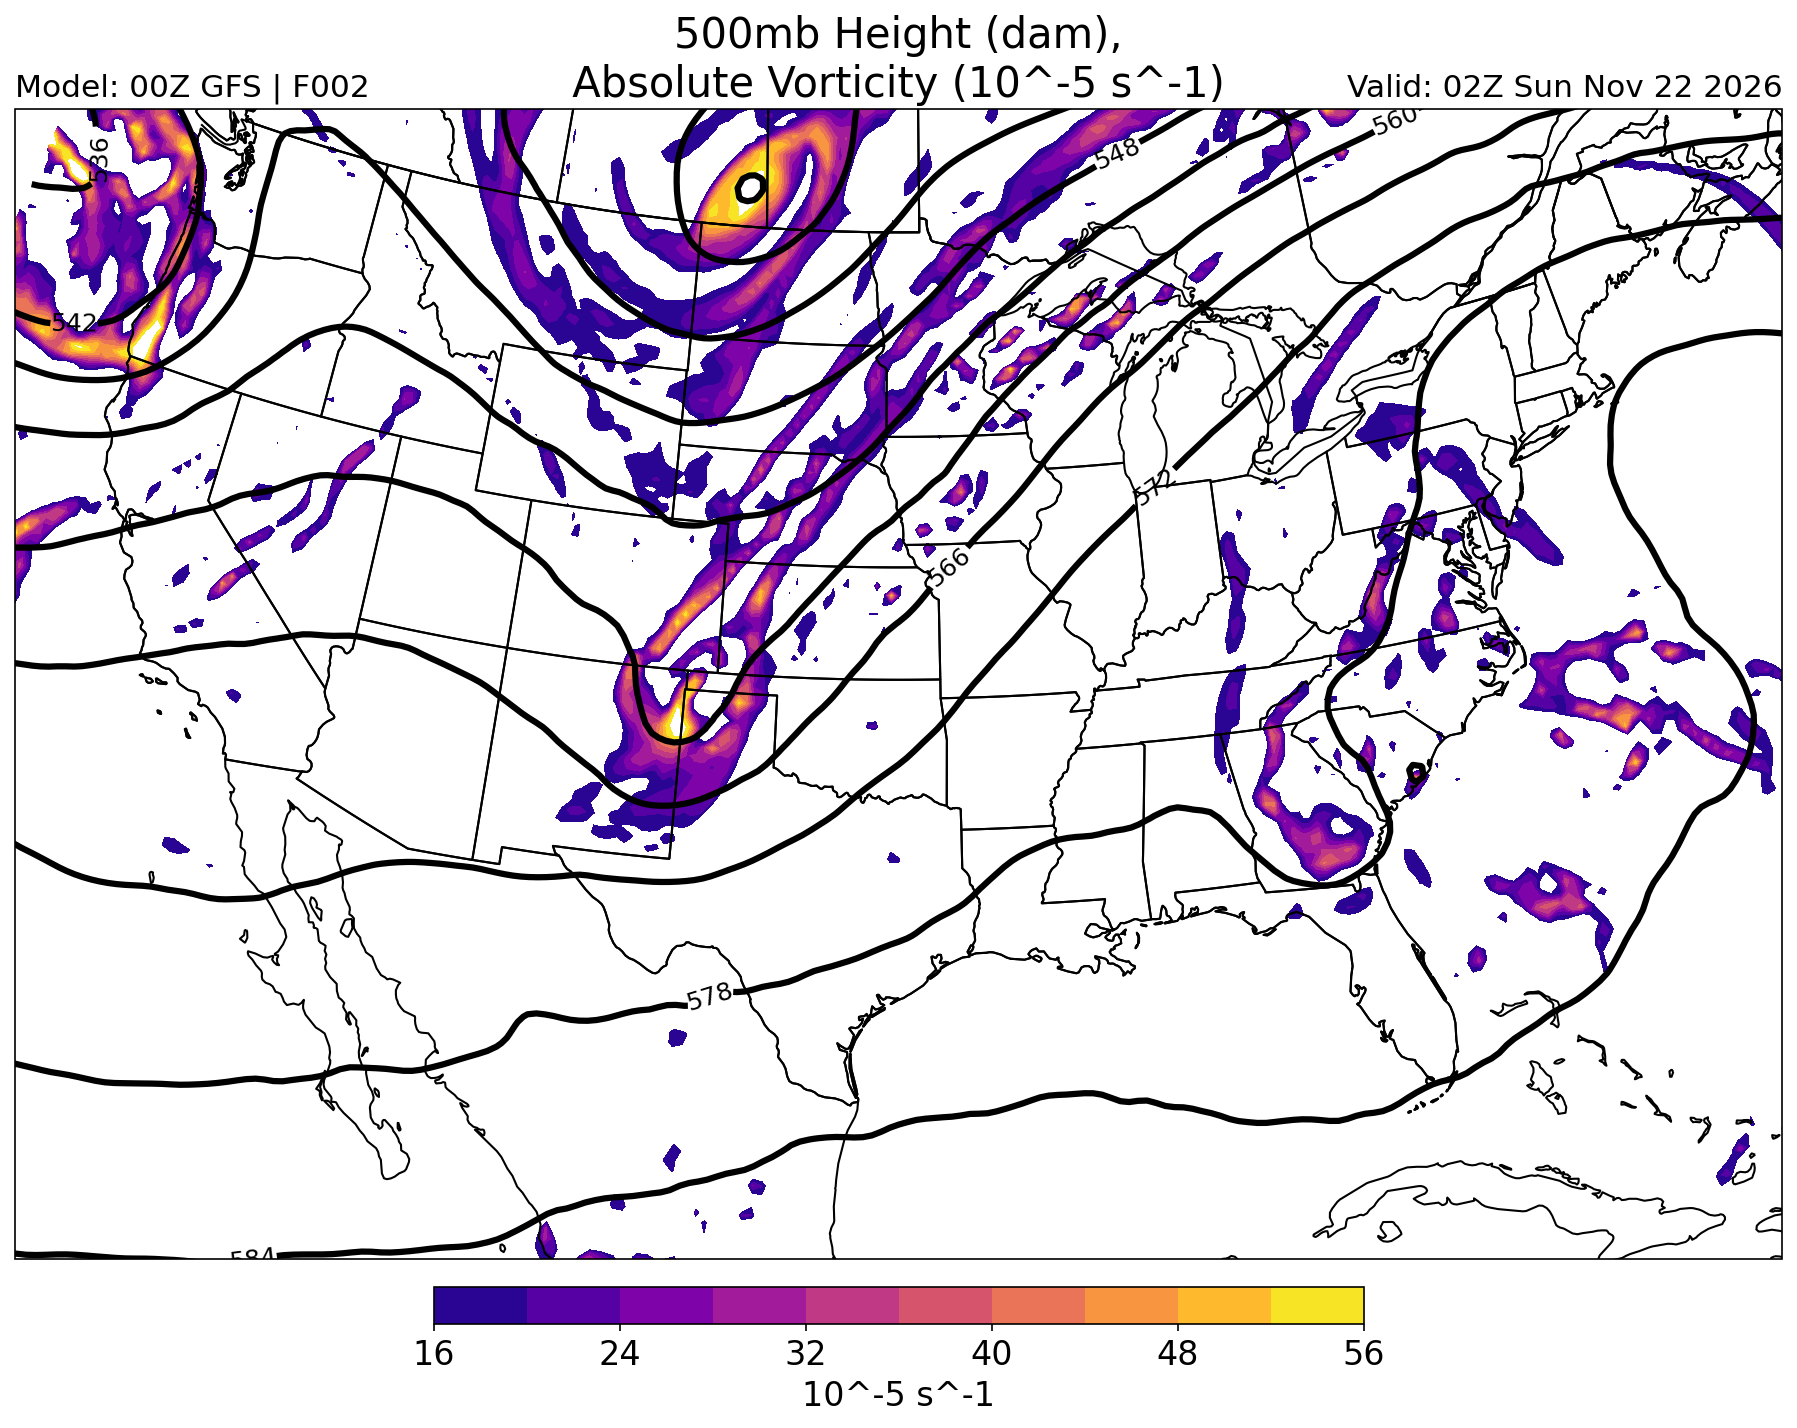 500mb Height (dam),
Absolute Vorticity (10^-5 s^-1)
Model: 00Z GFS | F002
Valid: 02Z Sun Nov 22 2026
536
542
548
560
572
566
578
584
16 24 32 40 48 56
10^-5 s^-1